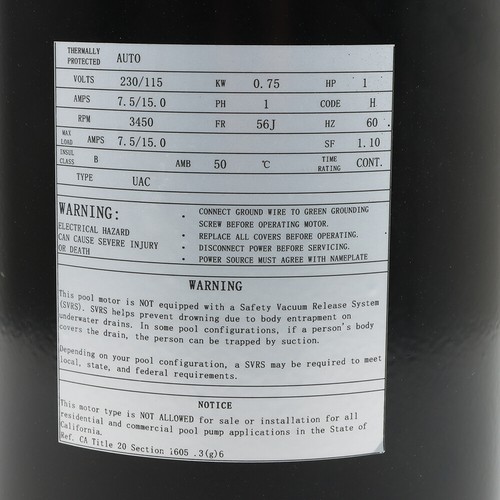 THERMALLY PROTECTED AUTO
VOLTS 230/115 KW 0.75 HP 1
AMPS 7.5/15.0 PH 1 CODE H
RPM 3450 FR 56J HZ 60
MAX LOAD AMPS 7.5/15.0 SF 1.10
INSUL CLASS B AMB 50 ℃ TIME RATING CONT.
TYPE UAC
WARNING:
ELECTRICAL HAZARD
CAN CAUSE SEVERE INJURY
OR DEATH
• CONNECT GROUND WIRE TO GREEN GROUNDING
SCREW BEFORE OPERATING MOTOR.
• REPLACE ALL COVERS BEFORE OPERATING.
• DISCONNECT POWER BEFORE SERVICING.
• POWER SOURCE MUST AGREE WITH NAMEPLATE
WARNING
This pool motor is NOT equipped with a Safety Vacuum Release System
(SVRS). SVRS helps prevent drowning due to body entrapment on
underwater drains. In some pool configurations, if a person's body
covers the drain, the person can be trapped by suction.
Depending on your pool configuration, a SVRS may be required to meet
local, state, and federal requirements.
NOTICE
This motor type is NOT ALLOWED for sale or installation for all
residential and commercial pool pump applications in the State of
California.
Ref. CA Title 20 Section 1605 .3(g)6